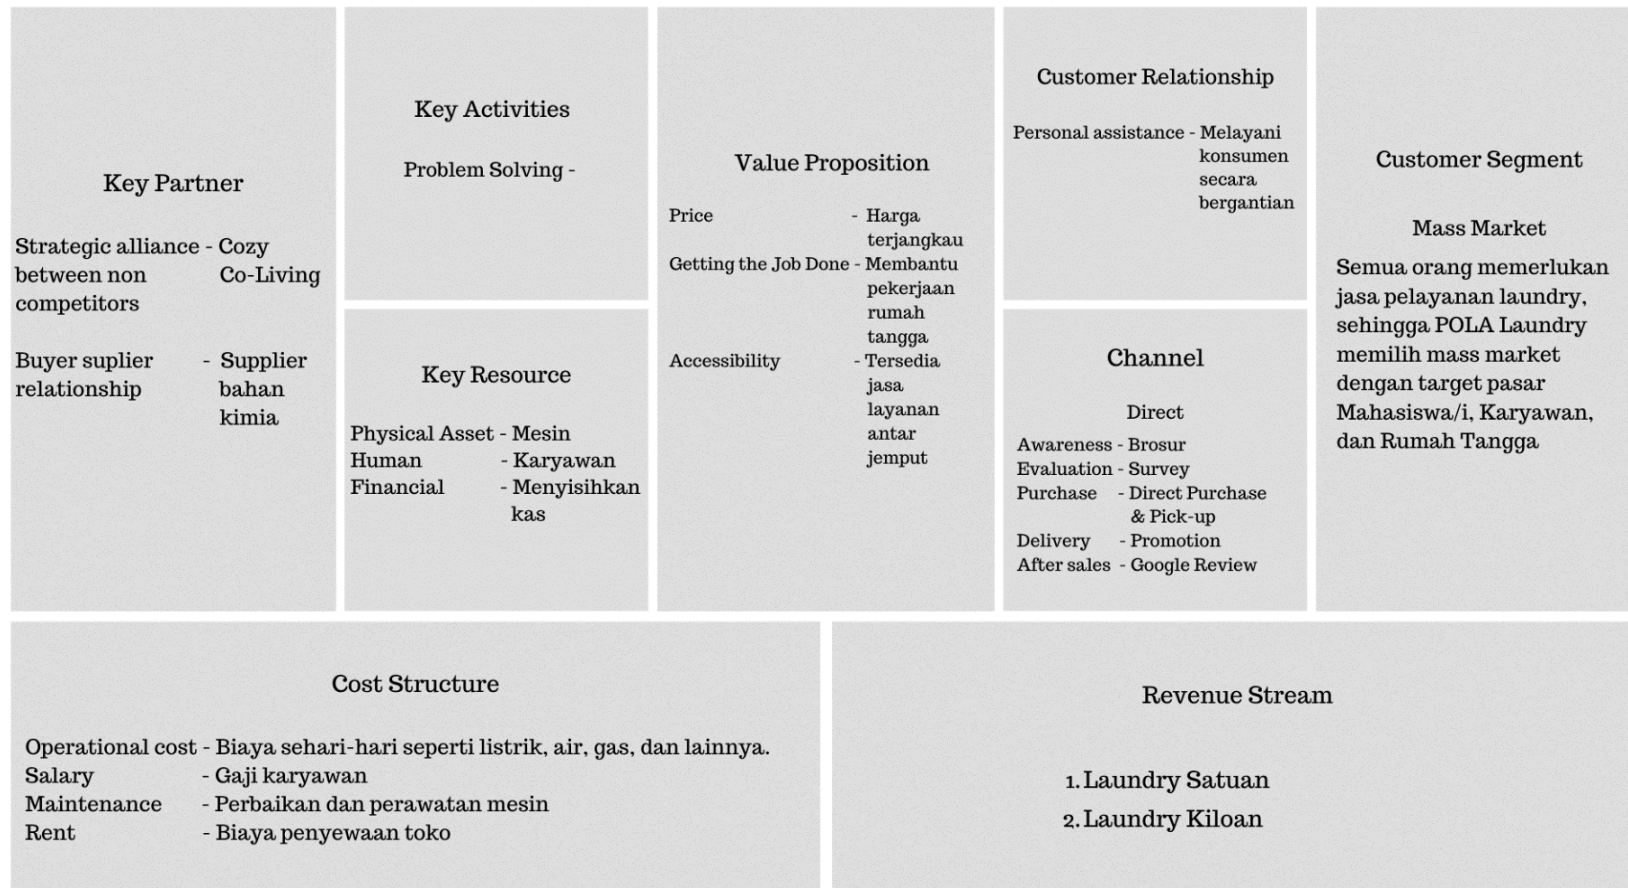 Key Partner
Strategic alliance - Cozy
between non Co-Living
competitors
Buyer suplier - Supplier
relationship bahan
kimia
Key Activities
Problem Solving -
Key Resource
Physical Asset - Mesin
Human - Karyawan
Financial - Menyisihkan
kas
Value Proposition
Price - Harga
terjangkau
Getting the Job Done - Membantu
pekerjaan
rumah
tangga
Accessibility - Tersedia
jasa
layanan
antar
jemput
Customer Relationship
Personal assistance - Melayani
konsumen
secara
bergantian
Channel
Direct
Awareness - Brosur
Evaluation - Survey
Purchase - Direct Purchase
& Pick-up
Delivery - Promotion
After sales - Google Review
Customer Segment
Mass Market
Semua orang memerlukan
jasa pelayanan laundry,
sehingga POLA Laundry
memilih mass market
dengan target pasar
Mahasiswa/i, Karyawan,
dan Rumah Tangga
Cost Structure
Operational cost - Biaya sehari-hari seperti listrik, air, gas, dan lainnya.
Salary - Gaji karyawan
Maintenance - Perbaikan dan perawatan mesin
Rent - Biaya penyewaan toko
Revenue Stream
1. Laundry Satuan
2. Laundry Kiloan